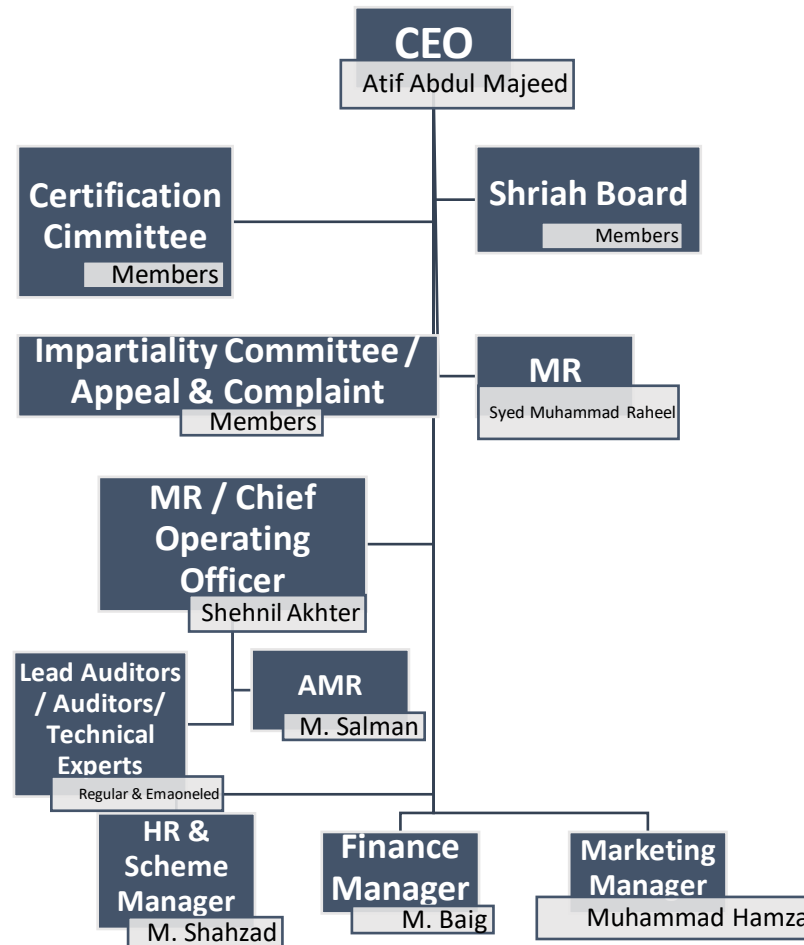 CEO
Atif Abdul Majeed
Certification
Cimmittee
Members
Shriah Board
Members
Impartiality Committee /
Appeal & Complaint
Members
MR
Syed Muhammad Raheel
MR / Chief
Operating
Officer
Shehnil Akhter
Lead Auditors
/ Auditors/
Technical
Experts
Regular & Emaoneled
AMR
M. Salman
HR &
Scheme
Manager
M. Shahzad
Finance
Manager
M. Baig
Marketing
Manager
Muhammad Hamza